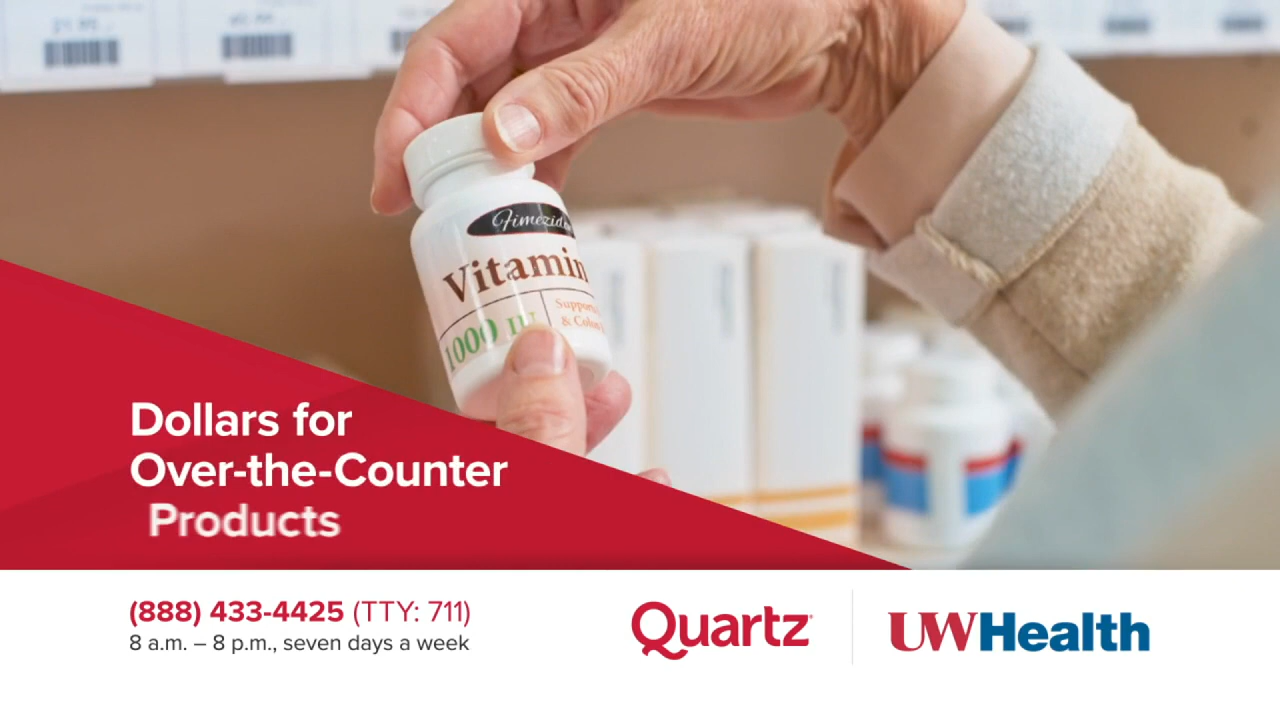 Vitamin
1000 IU
& 
Dollars for
Over-the-Counter
Products
(888) 433-4425 (TTY: 711)
8 a.m. – 8 p.m., seven days a week
Quartz
UWHealth